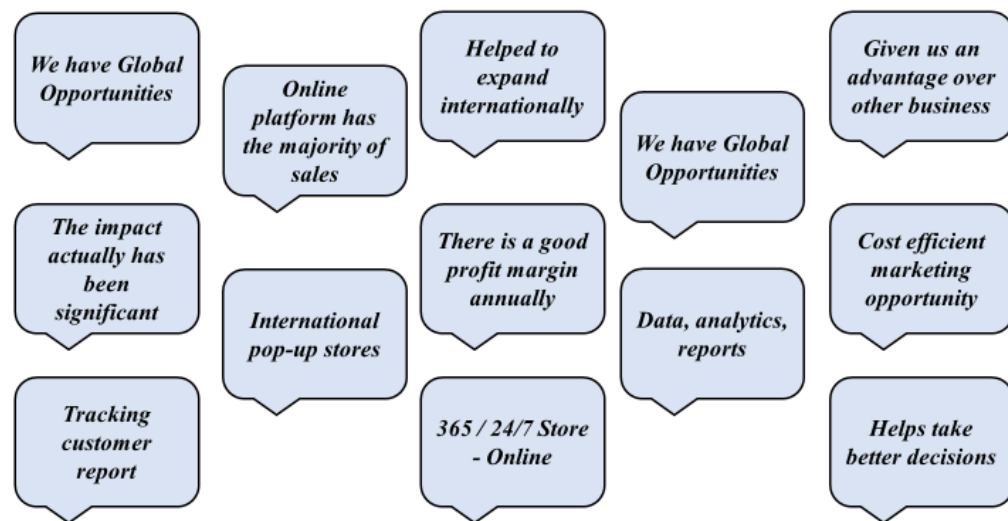 We have Global
Opportunities
Online
platform has
the majority of
sales
Helped to
expand
internationally
We have Global
Opportunities
Given us an
advantage over
other business
The impact
actually has
been
significant
International
pop-up stores
There is a good
profit margin
annually
Data, analytics,
reports
Cost efficient
marketing
opportunity
Tracking
customer
report
365 / 24/7 Store
- Online
Helps take
better decisions